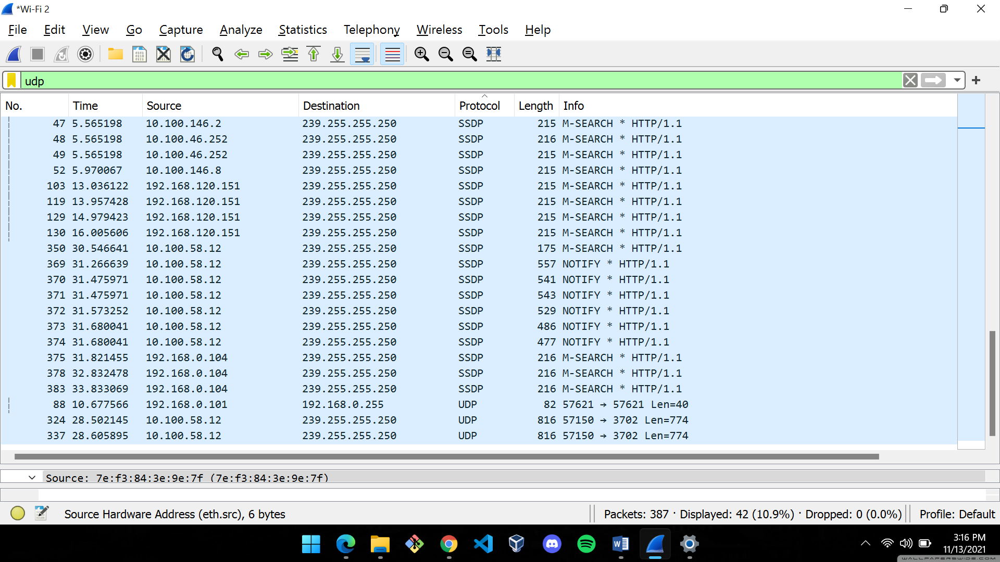 *Wi-Fi 2
File Edit View Go Capture Analyze Statistics Telephony Wireless Tools Help
udp
No. Time Source Destination Protocol Length Info
47 5.565198 10.100.146.2 239.255.255.250 SSDP 215 M-SEARCH * HTTP/1.1
48 5.565198 10.100.46.252 239.255.255.250 SSDP 216 M-SEARCH * HTTP/1.1
49 5.565198 10.100.46.252 239.255.255.250 SSDP 215 M-SEARCH * HTTP/1.1
52 5.970067 10.100.146.8 239.255.255.250 SSDP 215 M-SEARCH * HTTP/1.1
103 13.036122 192.168.120.151 239.255.255.250 SSDP 215 M-SEARCH * HTTP/1.1
119 13.957428 192.168.120.151 239.255.255.250 SSDP 215 M-SEARCH * HTTP/1.1
129 14.979423 192.168.120.151 239.255.255.250 SSDP 215 M-SEARCH * HTTP/1.1
130 16.005606 192.168.120.151 239.255.255.250 SSDP 215 M-SEARCH * HTTP/1.1
350 30.546641 10.100.58.12 239.255.255.250 SSDP 175 M-SEARCH * HTTP/1.1
369 31.266639 10.100.58.12 239.255.255.250 SSDP 557 NOTIFY * HTTP/1.1
370 31.475971 10.100.58.12 239.255.255.250 SSDP 541 NOTIFY * HTTP/1.1
371 31.475971 10.100.58.12 239.255.255.250 SSDP 543 NOTIFY * HTTP/1.1
372 31.573252 10.100.58.12 239.255.255.250 SSDP 529 NOTIFY * HTTP/1.1
373 31.680041 10.100.58.12 239.255.255.250 SSDP 486 NOTIFY * HTTP/1.1
374 31.680041 10.100.58.12 239.255.255.250 SSDP 477 NOTIFY * HTTP/1.1
375 31.821455 192.168.0.104 239.255.255.250 SSDP 216 M-SEARCH * HTTP/1.1
378 32.832478 192.168.0.104 239.255.255.250 SSDP 216 M-SEARCH * HTTP/1.1
383 33.833069 192.168.0.104 239.255.255.250 SSDP 216 M-SEARCH * HTTP/1.1
88 10.677566 192.168.0.101 192.168.0.255 UDP 82 57621 → 57621 Len=40
324 28.502145 10.100.58.12 239.255.255.250 UDP 816 57150 → 3702 Len=774
337 28.605895 10.100.58.12 239.255.255.250 UDP 816 57150 → 3702 Len=774
Source: 7e:f3:84:3e:9e:7f (7e:f3:84:3e:9e:7f)
Source Hardware Address (eth.src), 6 bytes
Packets: 387 · Displayed: 42 (10.9%) · Dropped: 0 (0.0%)
Profile: Default
3:16 PM
11/13/2021
WALLPAPERSWIDE.COM